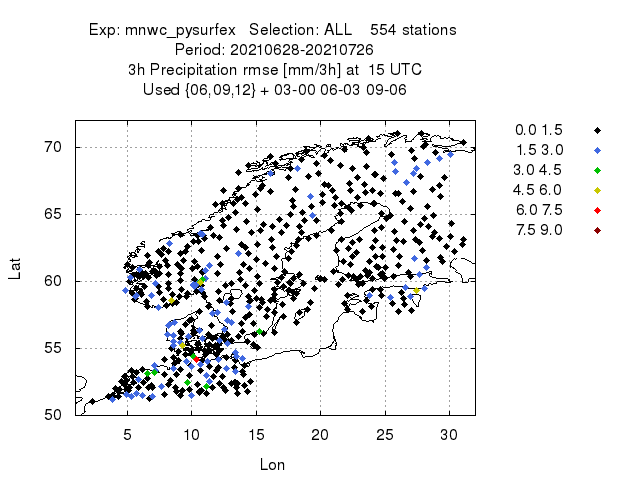 Exp: mnwc_pysurfex Selection: ALL 554 stations
Period: 20210628-20210726
3h Precipitation rmse [mm/3h] at 15 UTC
Used {06,09,12} + 03-00 06-03 09-06
70
65
60
55
50
Lat
5 10 15 20 25 30
Lon
0.0 1.5
1.5 3.0
3.0 4.5
4.5 6.0
6.0 7.5
7.5 9.0